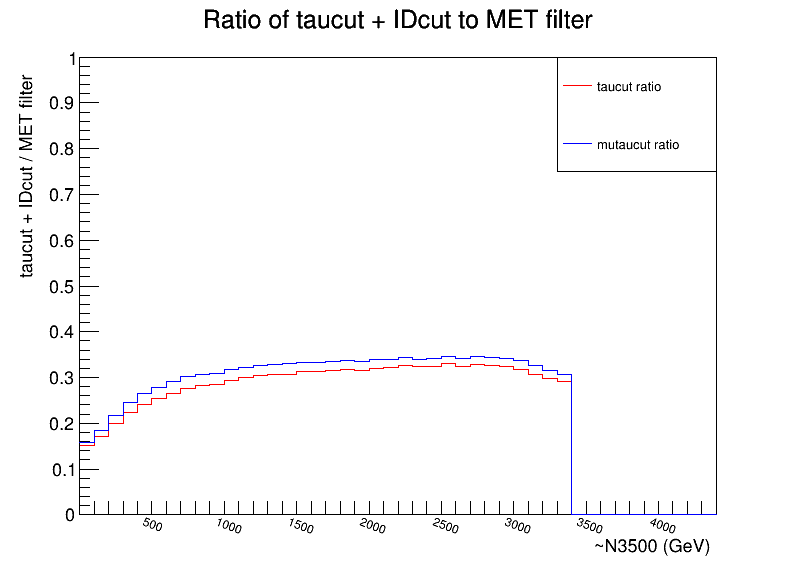 Ratio of taucut + IDcut to MET filter
taucut + IDcut / MET filter
1
0.9
0.8
0.7
0.6
0.5
0.4
0.3
0.2
0.1
0
taucut ratio
mutaucut ratio
500 1000 1500 2000 2500 3000 3500 4000
~N3500 (GeV)